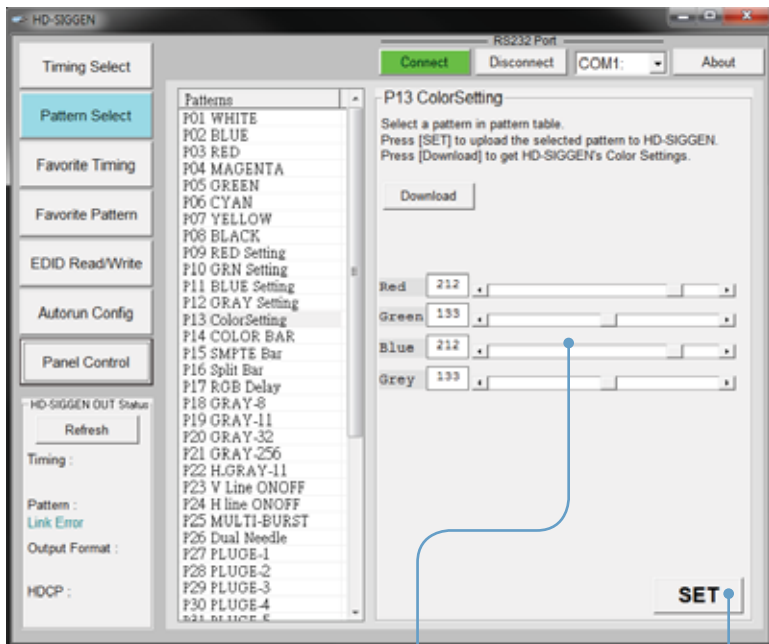 HD-SIGGEN
RS232 Port
Connect
Disconnect
COM1:
About
Timing Select
Pattern Select
Favorite Timing
Favorite Pattern
EDID Read/Write
Autorun Config
Panel Control
HD-SIGGEN OUT Status
Refresh
Timing :
Pattern :
Link Error
Output Format :
HDCP :
Patterns
P01 WHITE
P02 BLUE
P03 RED
P04 MAGENTA
P05 GREEN
P06 CYAN
P07 YELLOW
P08 BLACK
P09 RED Setting
P10 GRN Setting
P11 BLUE Setting
P12 GRAY Setting
P13 ColorSetting
P14 COLOR BAR
P15 SMPTE Bar
P16 Split Bar
P17 RGB Delay
P18 GRAY-8
P19 GRAY-11
P20 GRAY-32
P21 GRAY-256
P22 H.GRAY-11
P23 V Line ONOFF
P24 H line ONOFF
P25 MULTI-BURST
P26 Dual Needle
P27 PLUGE-1
P28 PLUGE-2
P29 PLUGE-3
P30 PLUGE-4
P31 PLUGE-5
P13 ColorSetting
Select a pattern in pattern table.
Press [SET] to upload the selected pattern to HD-SIGGEN.
Press [Download] to get HD-SIGGEN's Color Settings.
Download
Red 212
Green 133
Blue 212
Grey 133
SET